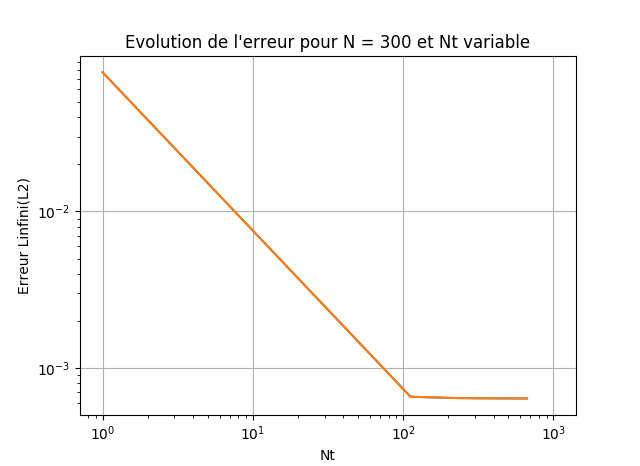 Evolution de l'erreur pour N = 300 et Nt variable
Erreur Linfini(L2)
10⁻²
10⁻³
10⁰ 10¹ 10² 10³
Nt